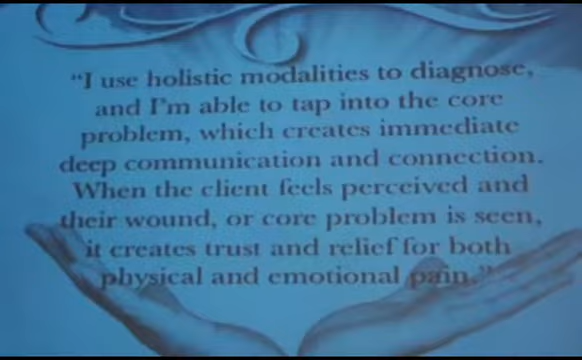 “I use holistic modalities to diagnose,
and I'm able to tap into the core
problem, which creates immediate
deep communication and connection.
When the client feels perceived and
their wound, or core problem is seen,
it creates trust and relief for both
physical and emotional pain.”